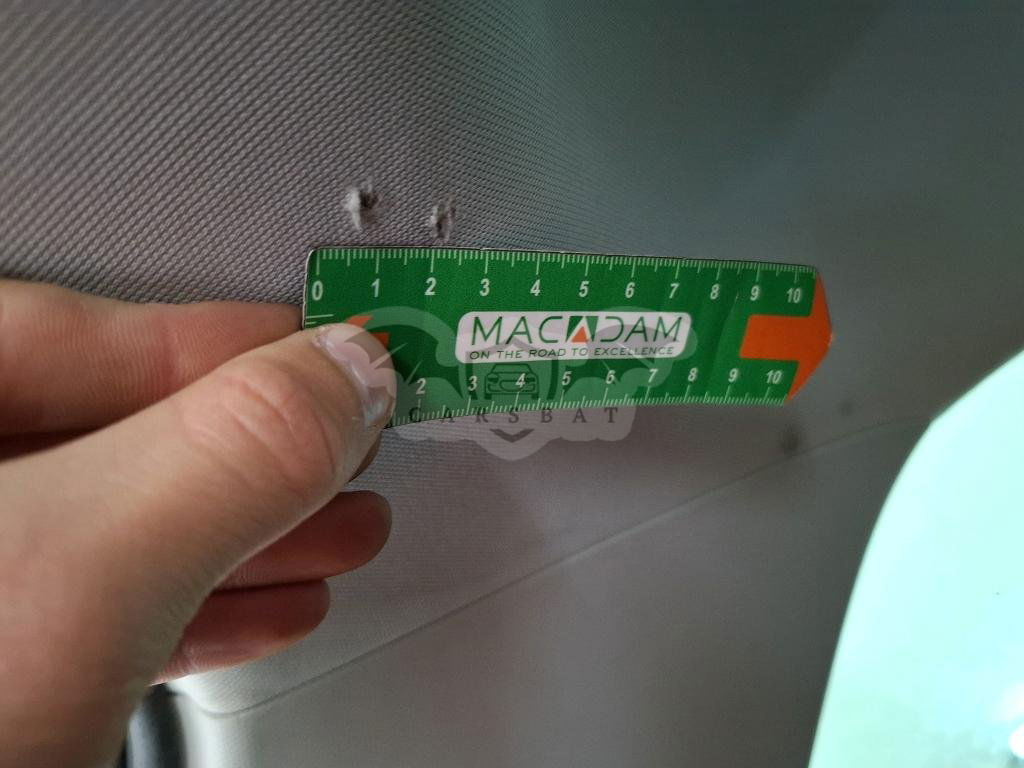 0 1 2 3 4 5 6 7 8 9 10
MACADAM
ON THE ROAD TO EXCELLENCE
2 3 4 5 6 7 8 9 10
CARSBAT